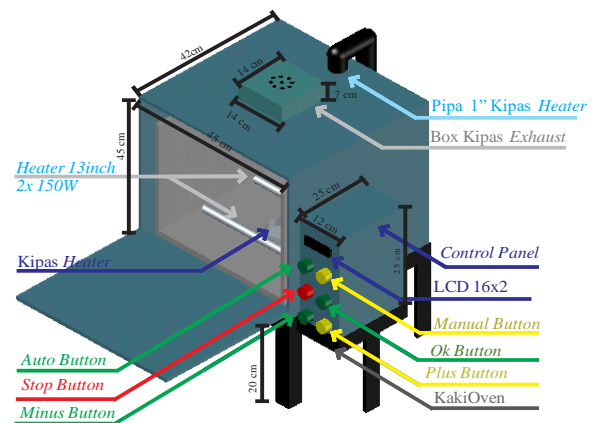 42cm
14 cm
7 cm
14 cm
Pipa 1” Kipas Heater
Box Kipas Exhaust
45 cm
45 cm
Heater 13inch
2x 150W
25 cm
12 cm
25 cm
Kipas Heater
Control Panel
LCD 16x2
Manual Button
Ok Button
Auto Button
Stop Button
Plus Button
Minus Button
KakiOven
20 cm